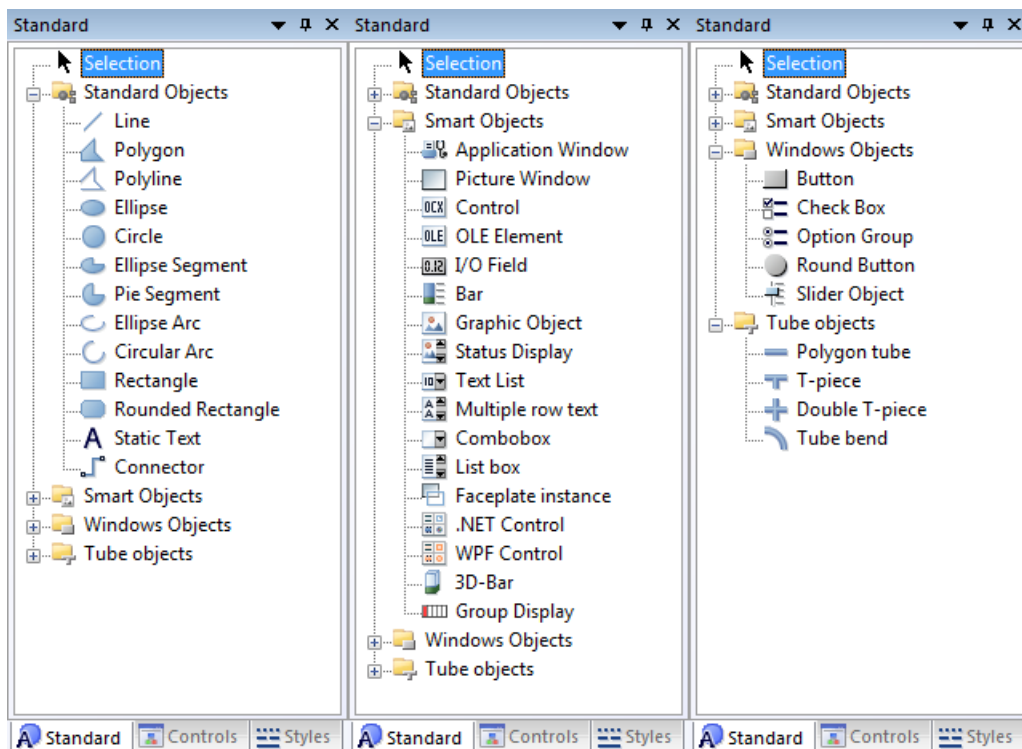 Standard
Selection
Standard Objects
Line
Polygon
Polyline
Ellipse
Circle
Ellipse Segment
Pie Segment
Ellipse Arc
Circular Arc
Rectangle
Rounded Rectangle
Static Text
Connector
Smart Objects
Windows Objects
Tube objects
Standard Controls Styles
Standard
Selection
Standard Objects
Smart Objects
Application Window
Picture Window
OCX Control
OLE OLE Element
0.12 I/O Field
Bar
Graphic Object
Status Display
Text List
Multiple row text
Combobox
List box
Faceplate instance
.NET Control
WPF Control
3D-Bar
Group Display
Windows Objects
Tube objects
Standard Controls Styles
Standard
Selection
Standard Objects
Smart Objects
Windows Objects
Button
Check Box
Option Group
Round Button
Slider Object
Tube objects
Polygon tube
T-piece
Double T-piece
Tube bend
Standard Controls Styles